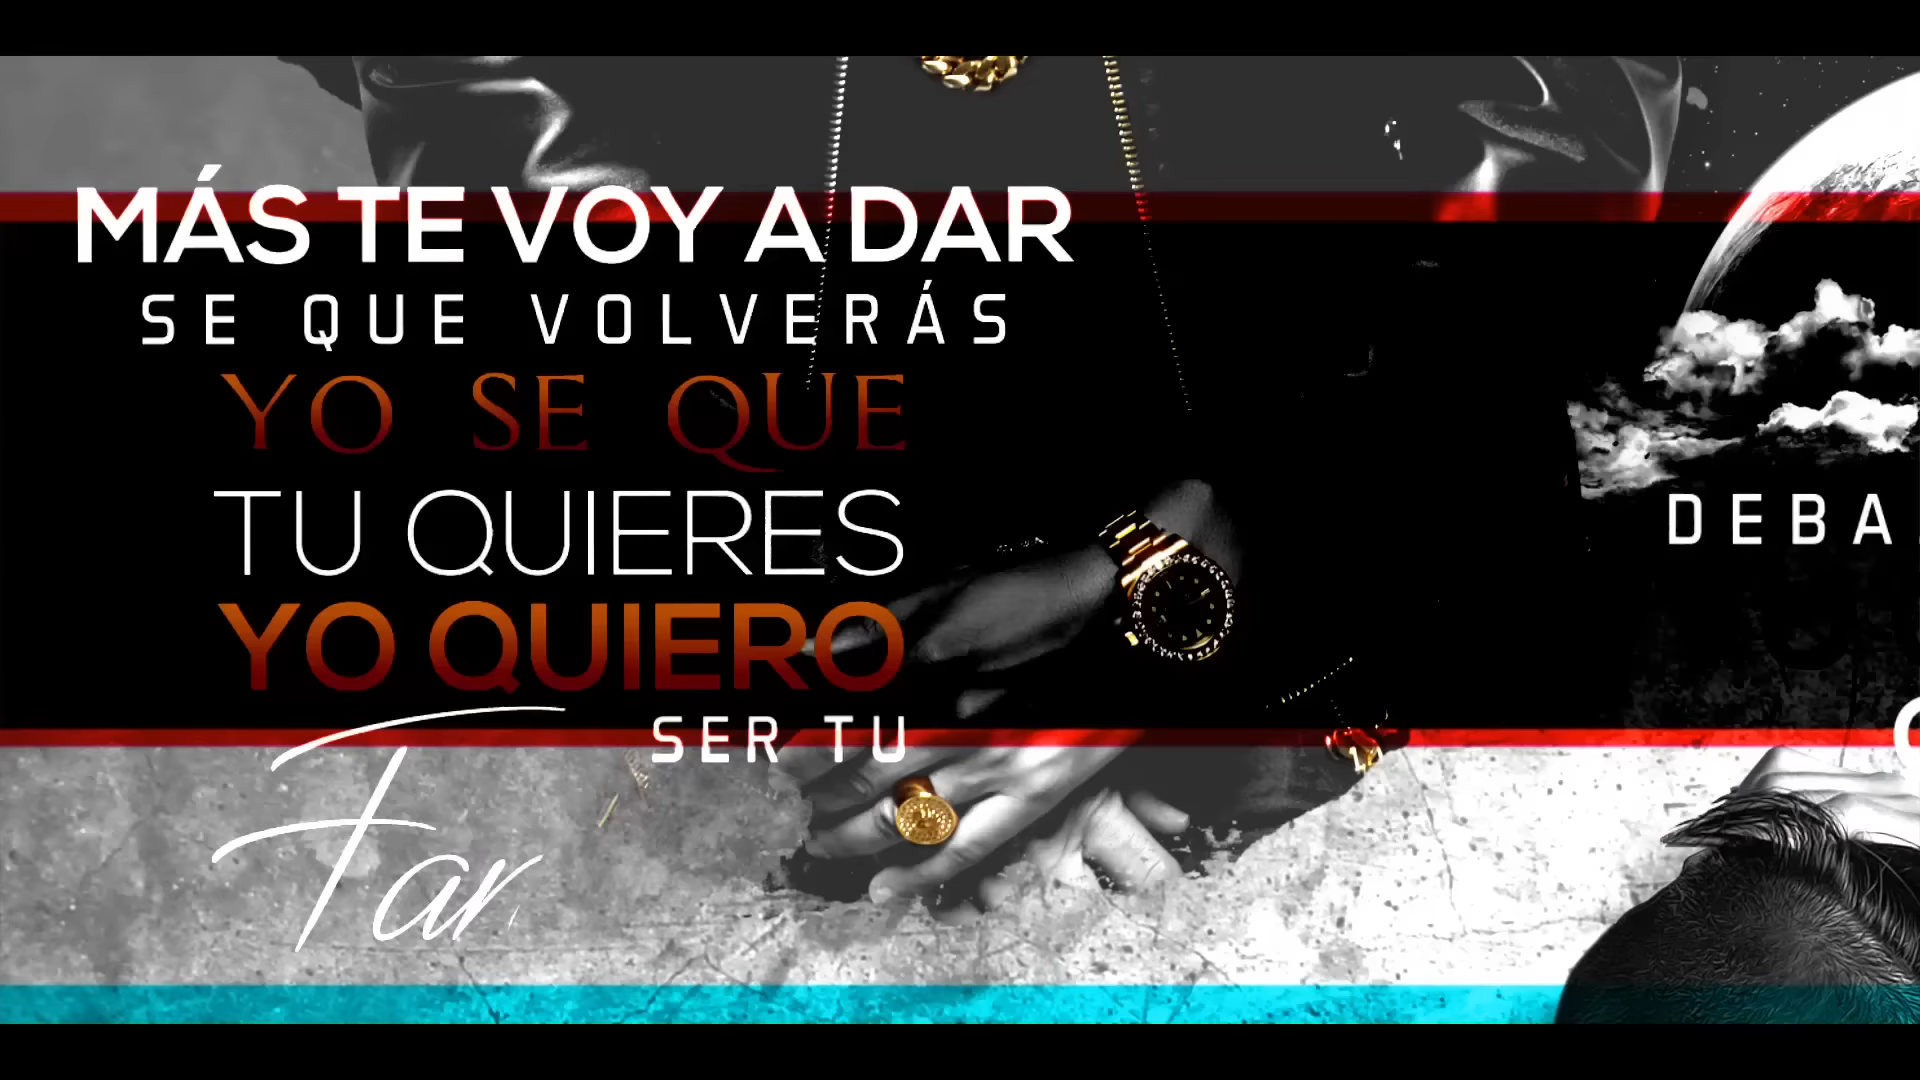 MÁS TE VOY A DAR
SE QUE VOLVERÁS
YO SE QUE
TU QUIERES
YO QUIERO
SER TU
Far
DEBA